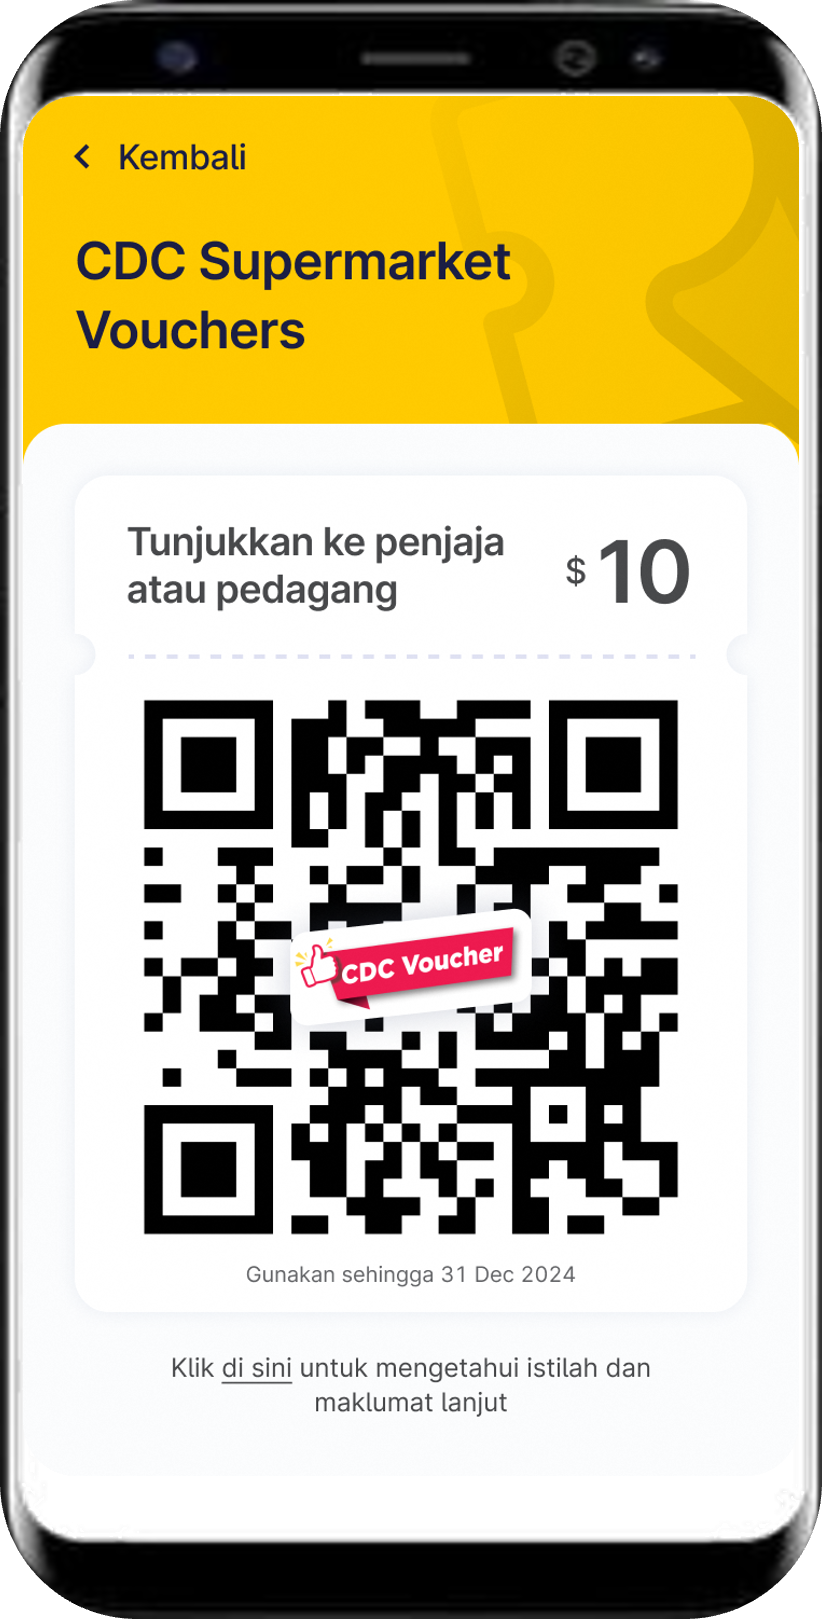 Kembali
CDC Supermarket
Vouchers
Tunjukkan ke penjaja
atau pedagang
$ 10
CDC Voucher
Gunakan sehingga 31 Dec 2024
Klik di sini untuk mengetahui istilah dan
maklumat lanjut